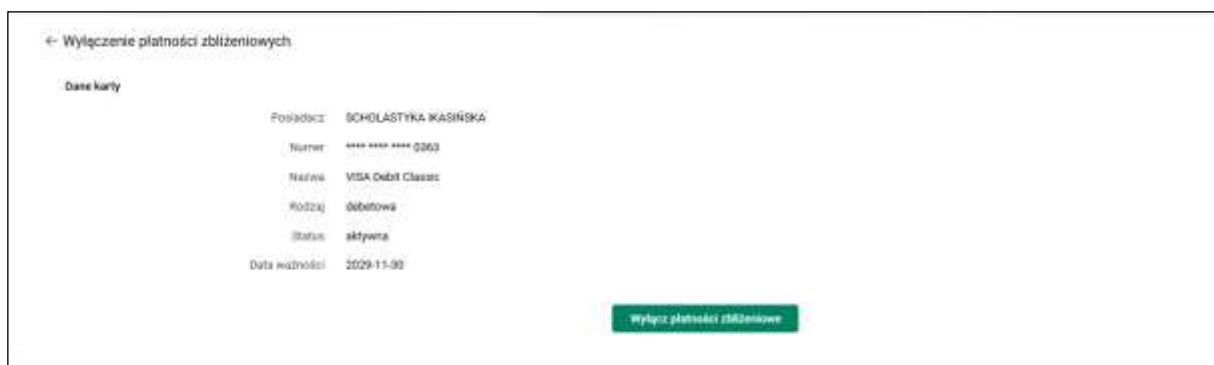 ← Wyłączenie płatności zbliżeniowych
Dane karty
Posiadacz SCHOLASTYKA IKASIŃSKA
Numer **** **** **** 0363
Nazwa VISA Debit Classic
Rodzaj debetowa
Status aktywna
Data ważności 2029-11-30
Wyłącz płatności zbliżeniowe